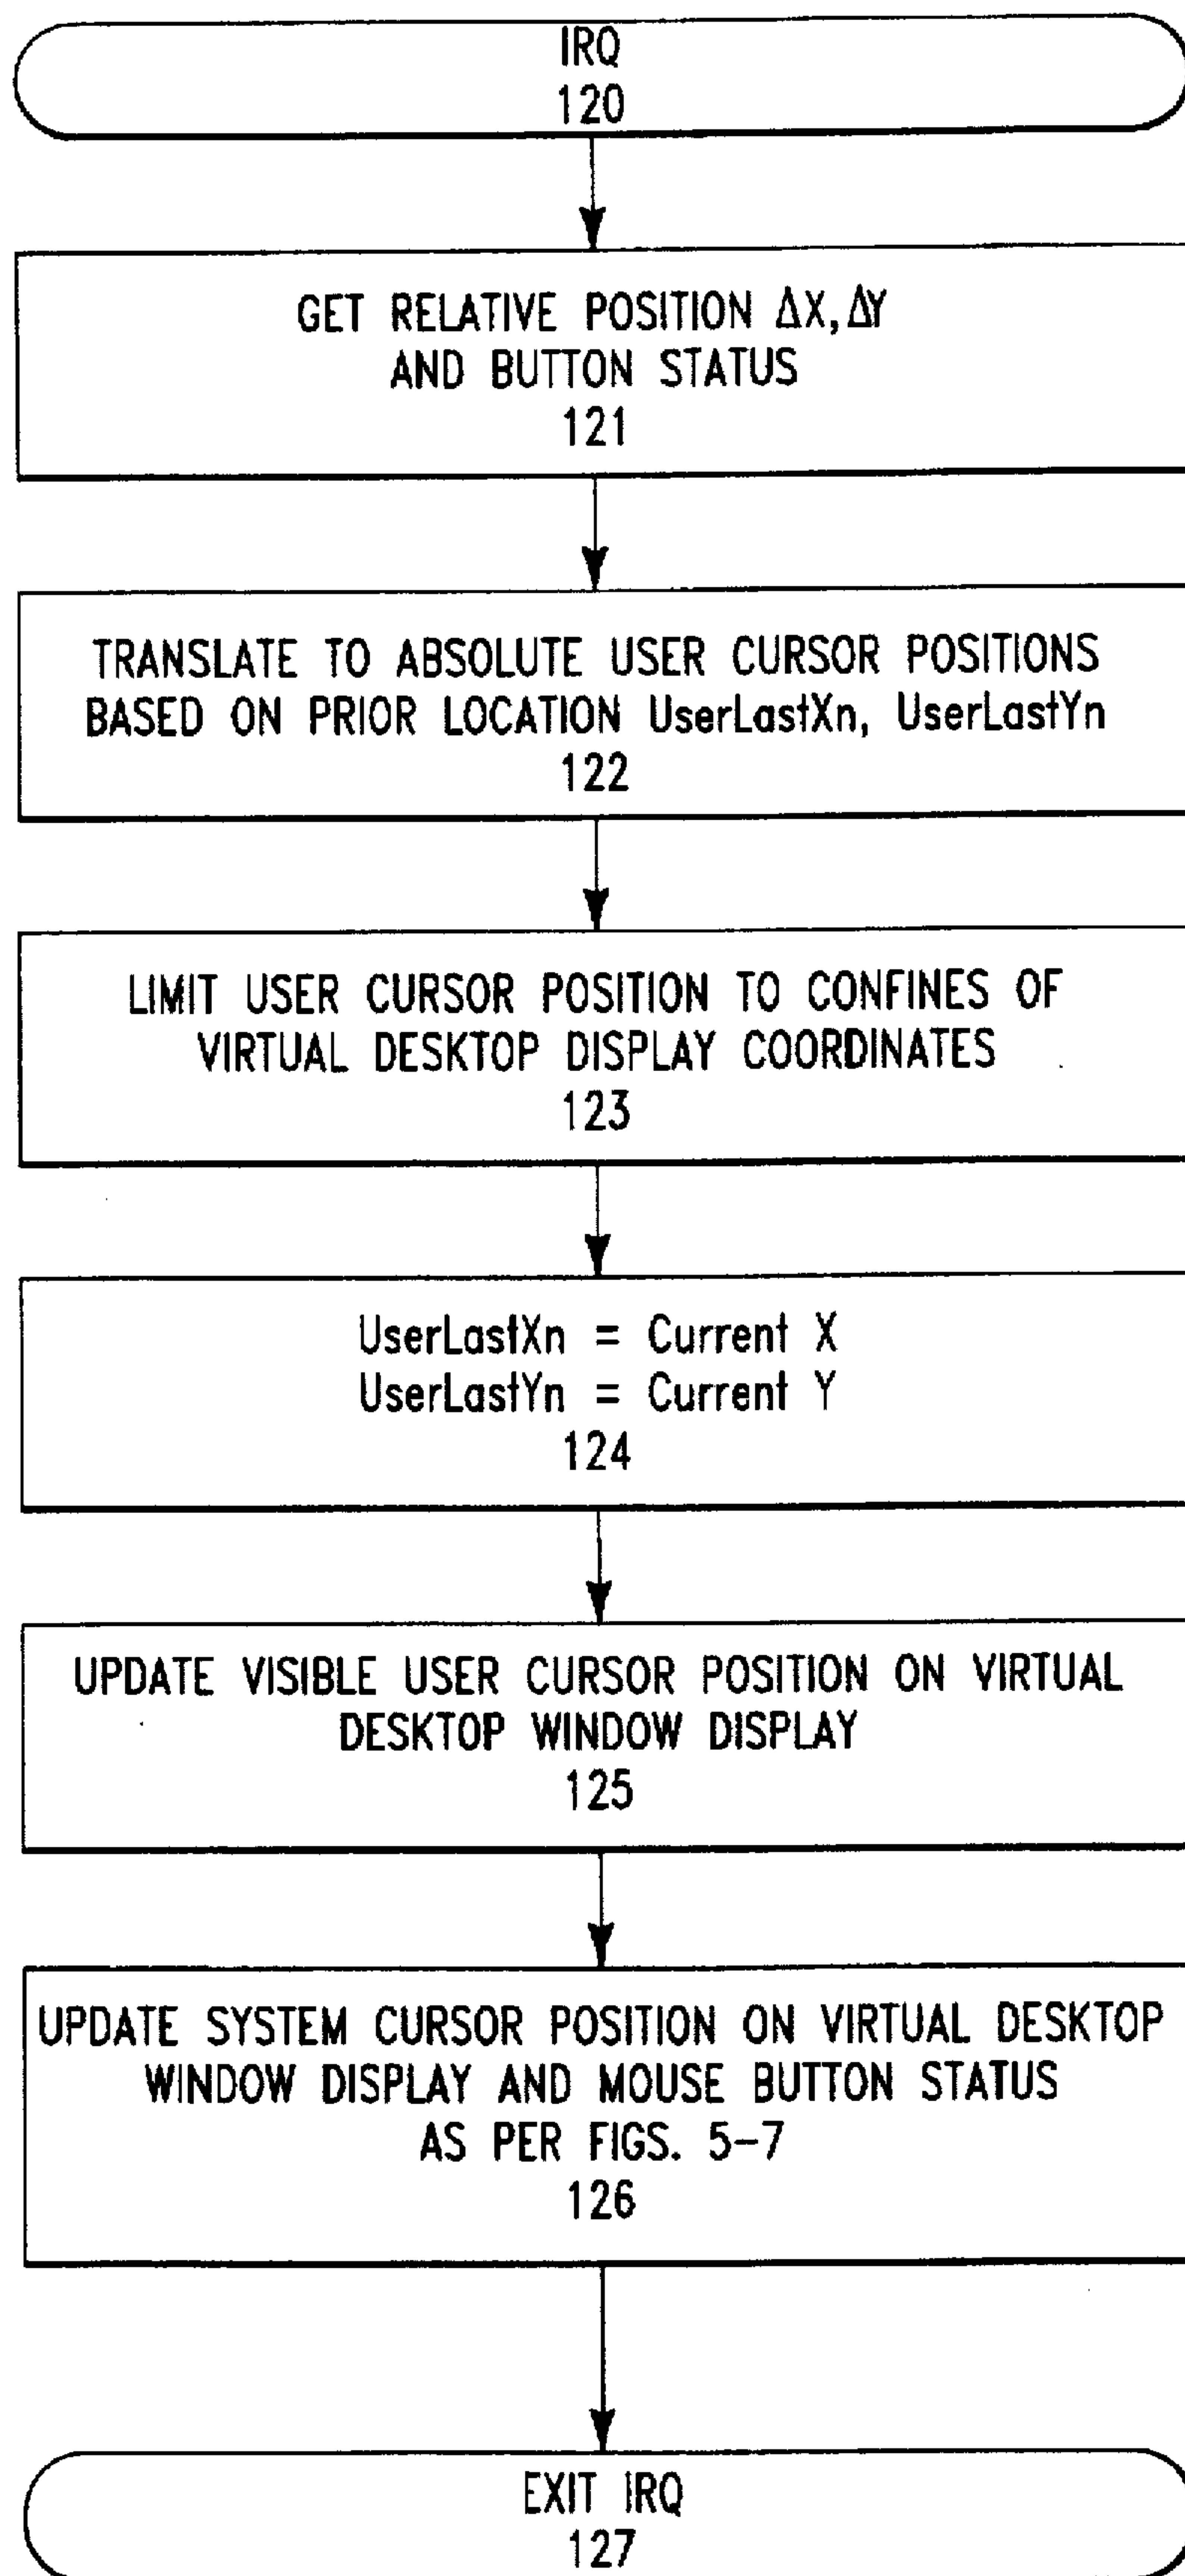 IRQ
120
GET RELATIVE POSITION ΔX,ΔY
AND BUTTON STATUS
121
TRANSLATE TO ABSOLUTE USER CURSOR POSITIONS
BASED ON PRIOR LOCATION UserLastXn, UserLastYn
122
LIMIT USER CURSOR POSITION TO CONFINES OF
VIRTUAL DESKTOP DISPLAY COORDINATES
123
UserLastXn = Current X
UserLastYn = Current Y
124
UPDATE VISIBLE USER CURSOR POSITION ON VIRTUAL
DESKTOP WINDOW DISPLAY
125
UPDATE SYSTEM CURSOR POSITION ON VIRTUAL DESKTOP
WINDOW DISPLAY AND MOUSE BUTTON STATUS
AS PER FIGS. 5-7
126
EXIT IRQ
127